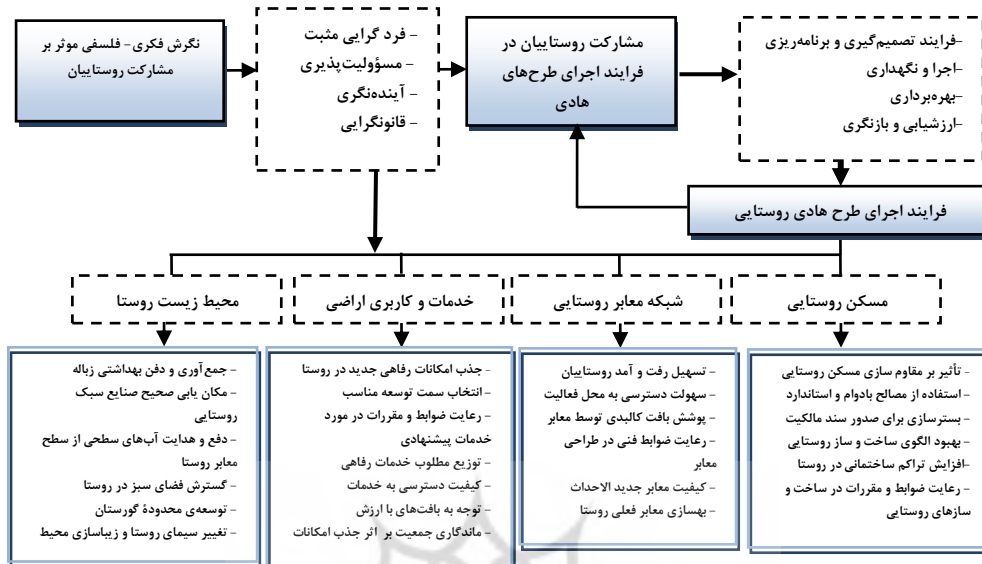 نگرش فکری- فلسفی موثر بر
مشارکت روستاییان
- فرد گرایی مثبت
- مسؤولیت‌پذیری
- آینده‌نگری
- قانونگرایی
مشارکت روستاییان در
فرایند اجرای طرح‌های
هادی
-فرایند تصمیم‌گیری و برنامه‌ریزی
-اجرا و نگهداری
-بهره‌برداری
-ارزشیابی و بازنگری
فرایند اجرای طرح هادی روستایی
مسکن روستایی
شبکه معابر روستایی
خدمات و کاربری اراضی
محیط زیست روستا
- تأثیر بر مقاوم سازی مسکن روستایی
- استفاده از مصالح بادوام و استاندارد
- بسترسازی برای صدور سند مالکیت
- بهبود الگوی ساخت و ساز روستایی
-افزایش تراکم ساختمانی در روستا
- رعایت ضوابط و مقررات در ساخت و
سازهای روستایی
- تسهیل رفت و آمد روستاییان
- سهولت دسترسی به محل فعالیت
- پوشش بافت کالبدی توسط معابر
- رعایت ضوابط فنی در طراحی
معابر
- کیفیت معابر جدید الاحداث
- بهسازی معابر فعلی روستا
- جذب امکانات رفاهی جدید در روستا
- انتخاب سمت توسعه مناسب
- رعایت ضوابط و مقررات در مورد
خدمات پیشنهادی
- توزیع مطلوب خدمات رفاهی
- کیفیت دسترسی به خدمات
- توجه به بافت‌های با ارزش
- ماندگاری جمعیت بر اثر جذب امکانات
- جمع‌آوری و دفن بهداشتی زباله
- مکان یابی صحیح صنایع سبک
روستایی
- دفع و هدایت آب‌های سطحی از سطح
معابر روستا
- گسترش فضای سبز در روستا
- توسعه‌ی محدودۀ گورستان
- تغییر سیمای روستا و زیباسازی محیط